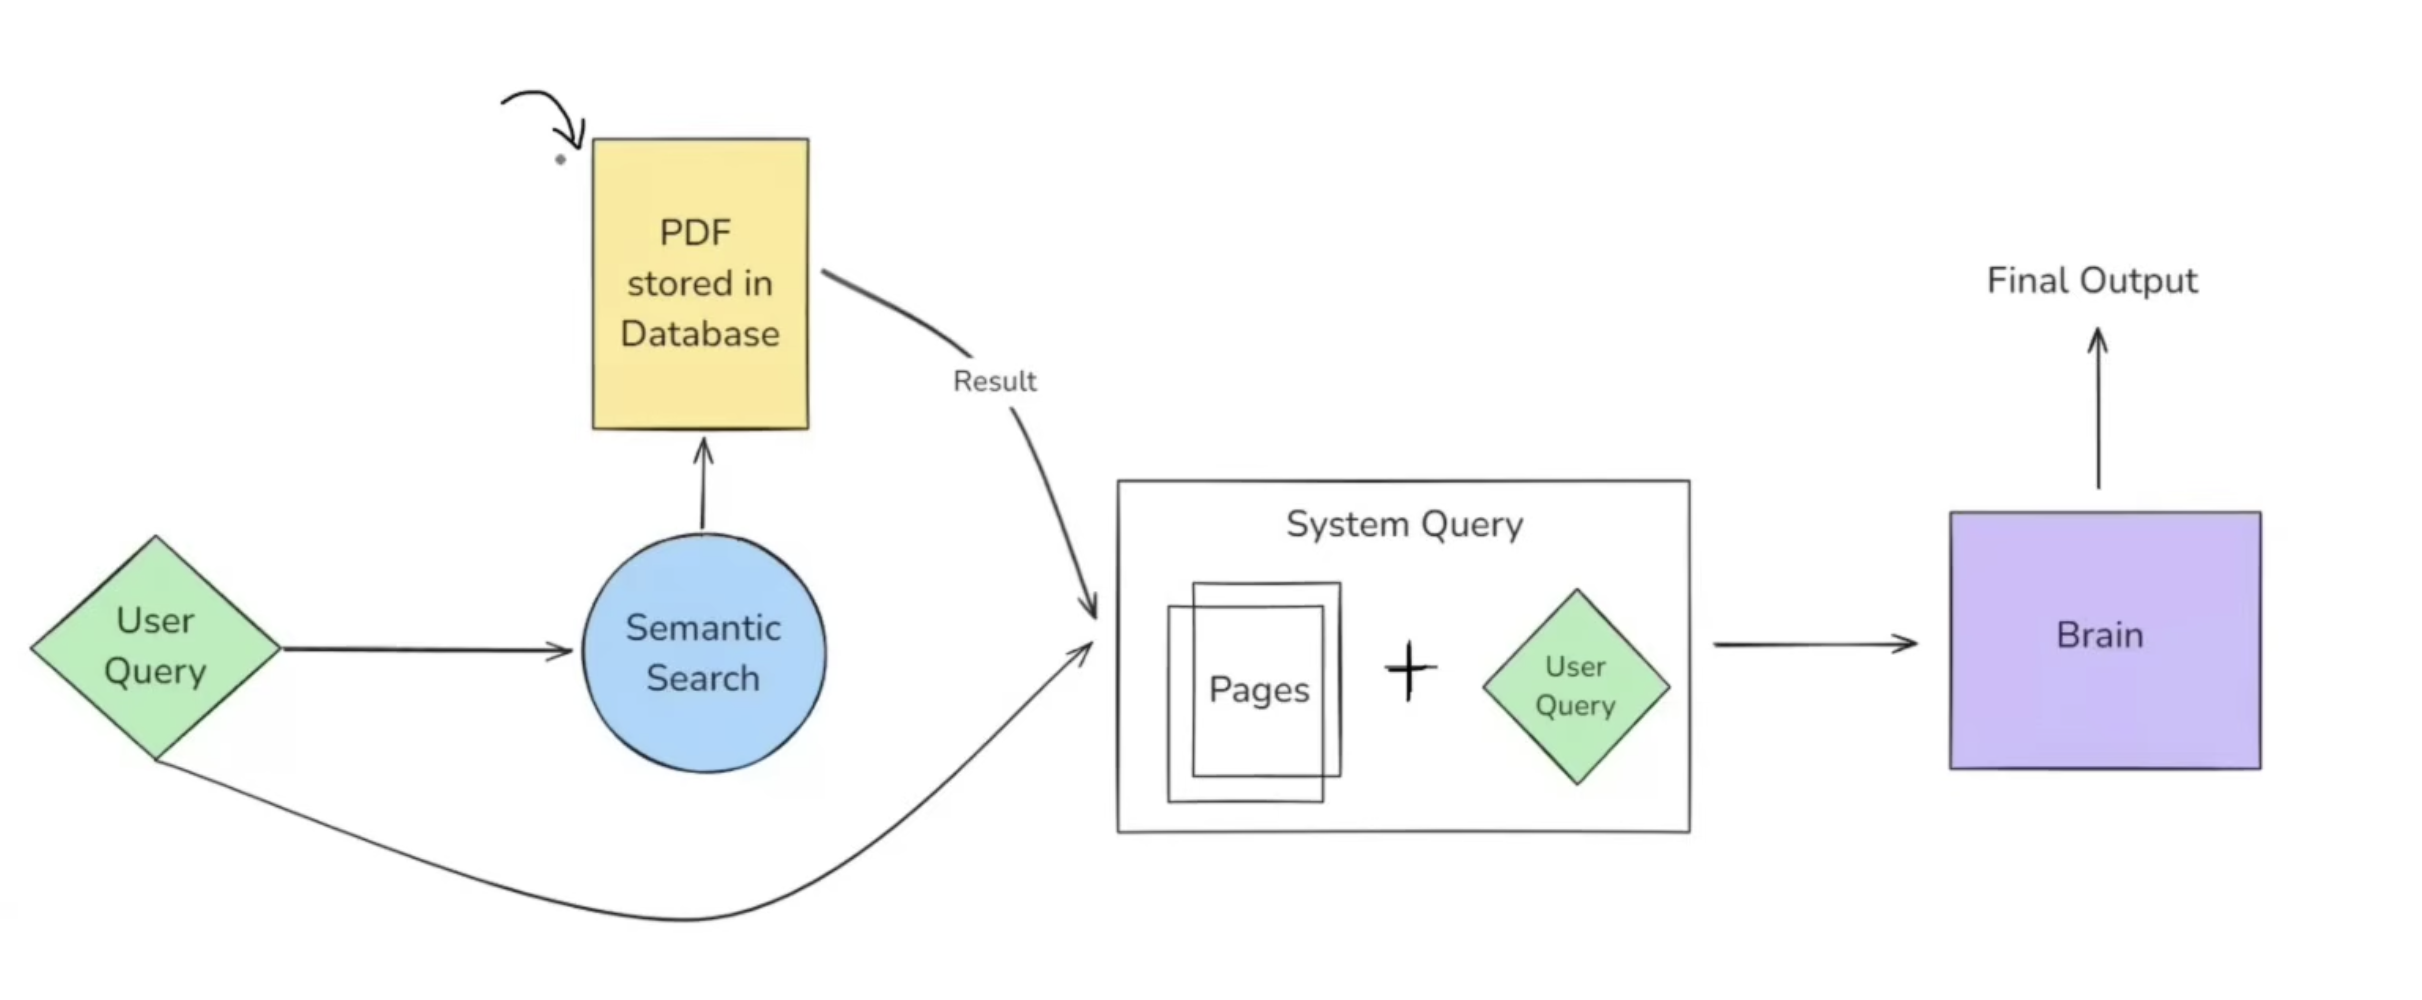 PDF
stored in
Database
Result
Final Output
User
Query
Semantic
Search
System Query
Pages
+
User
Query
Brain